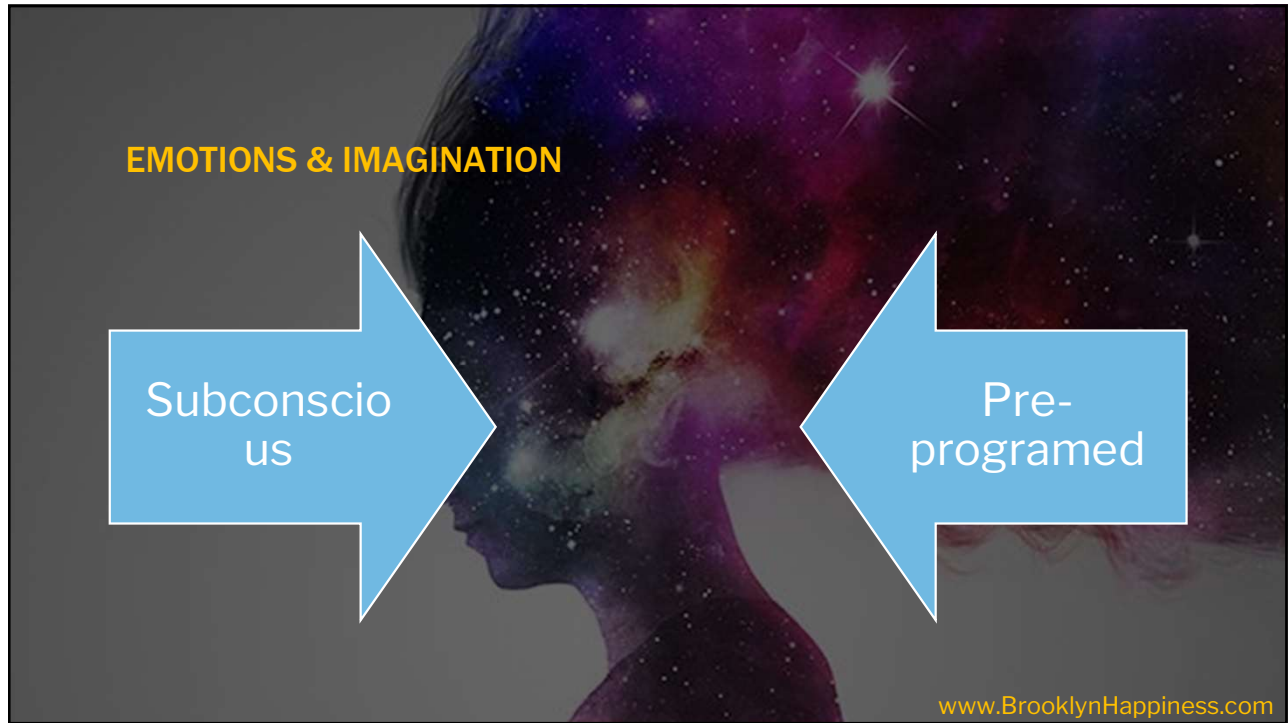 EMOTIONS & IMAGINATION
Subconscio
us
Pre-
programed
www.BrooklynHappiness.com